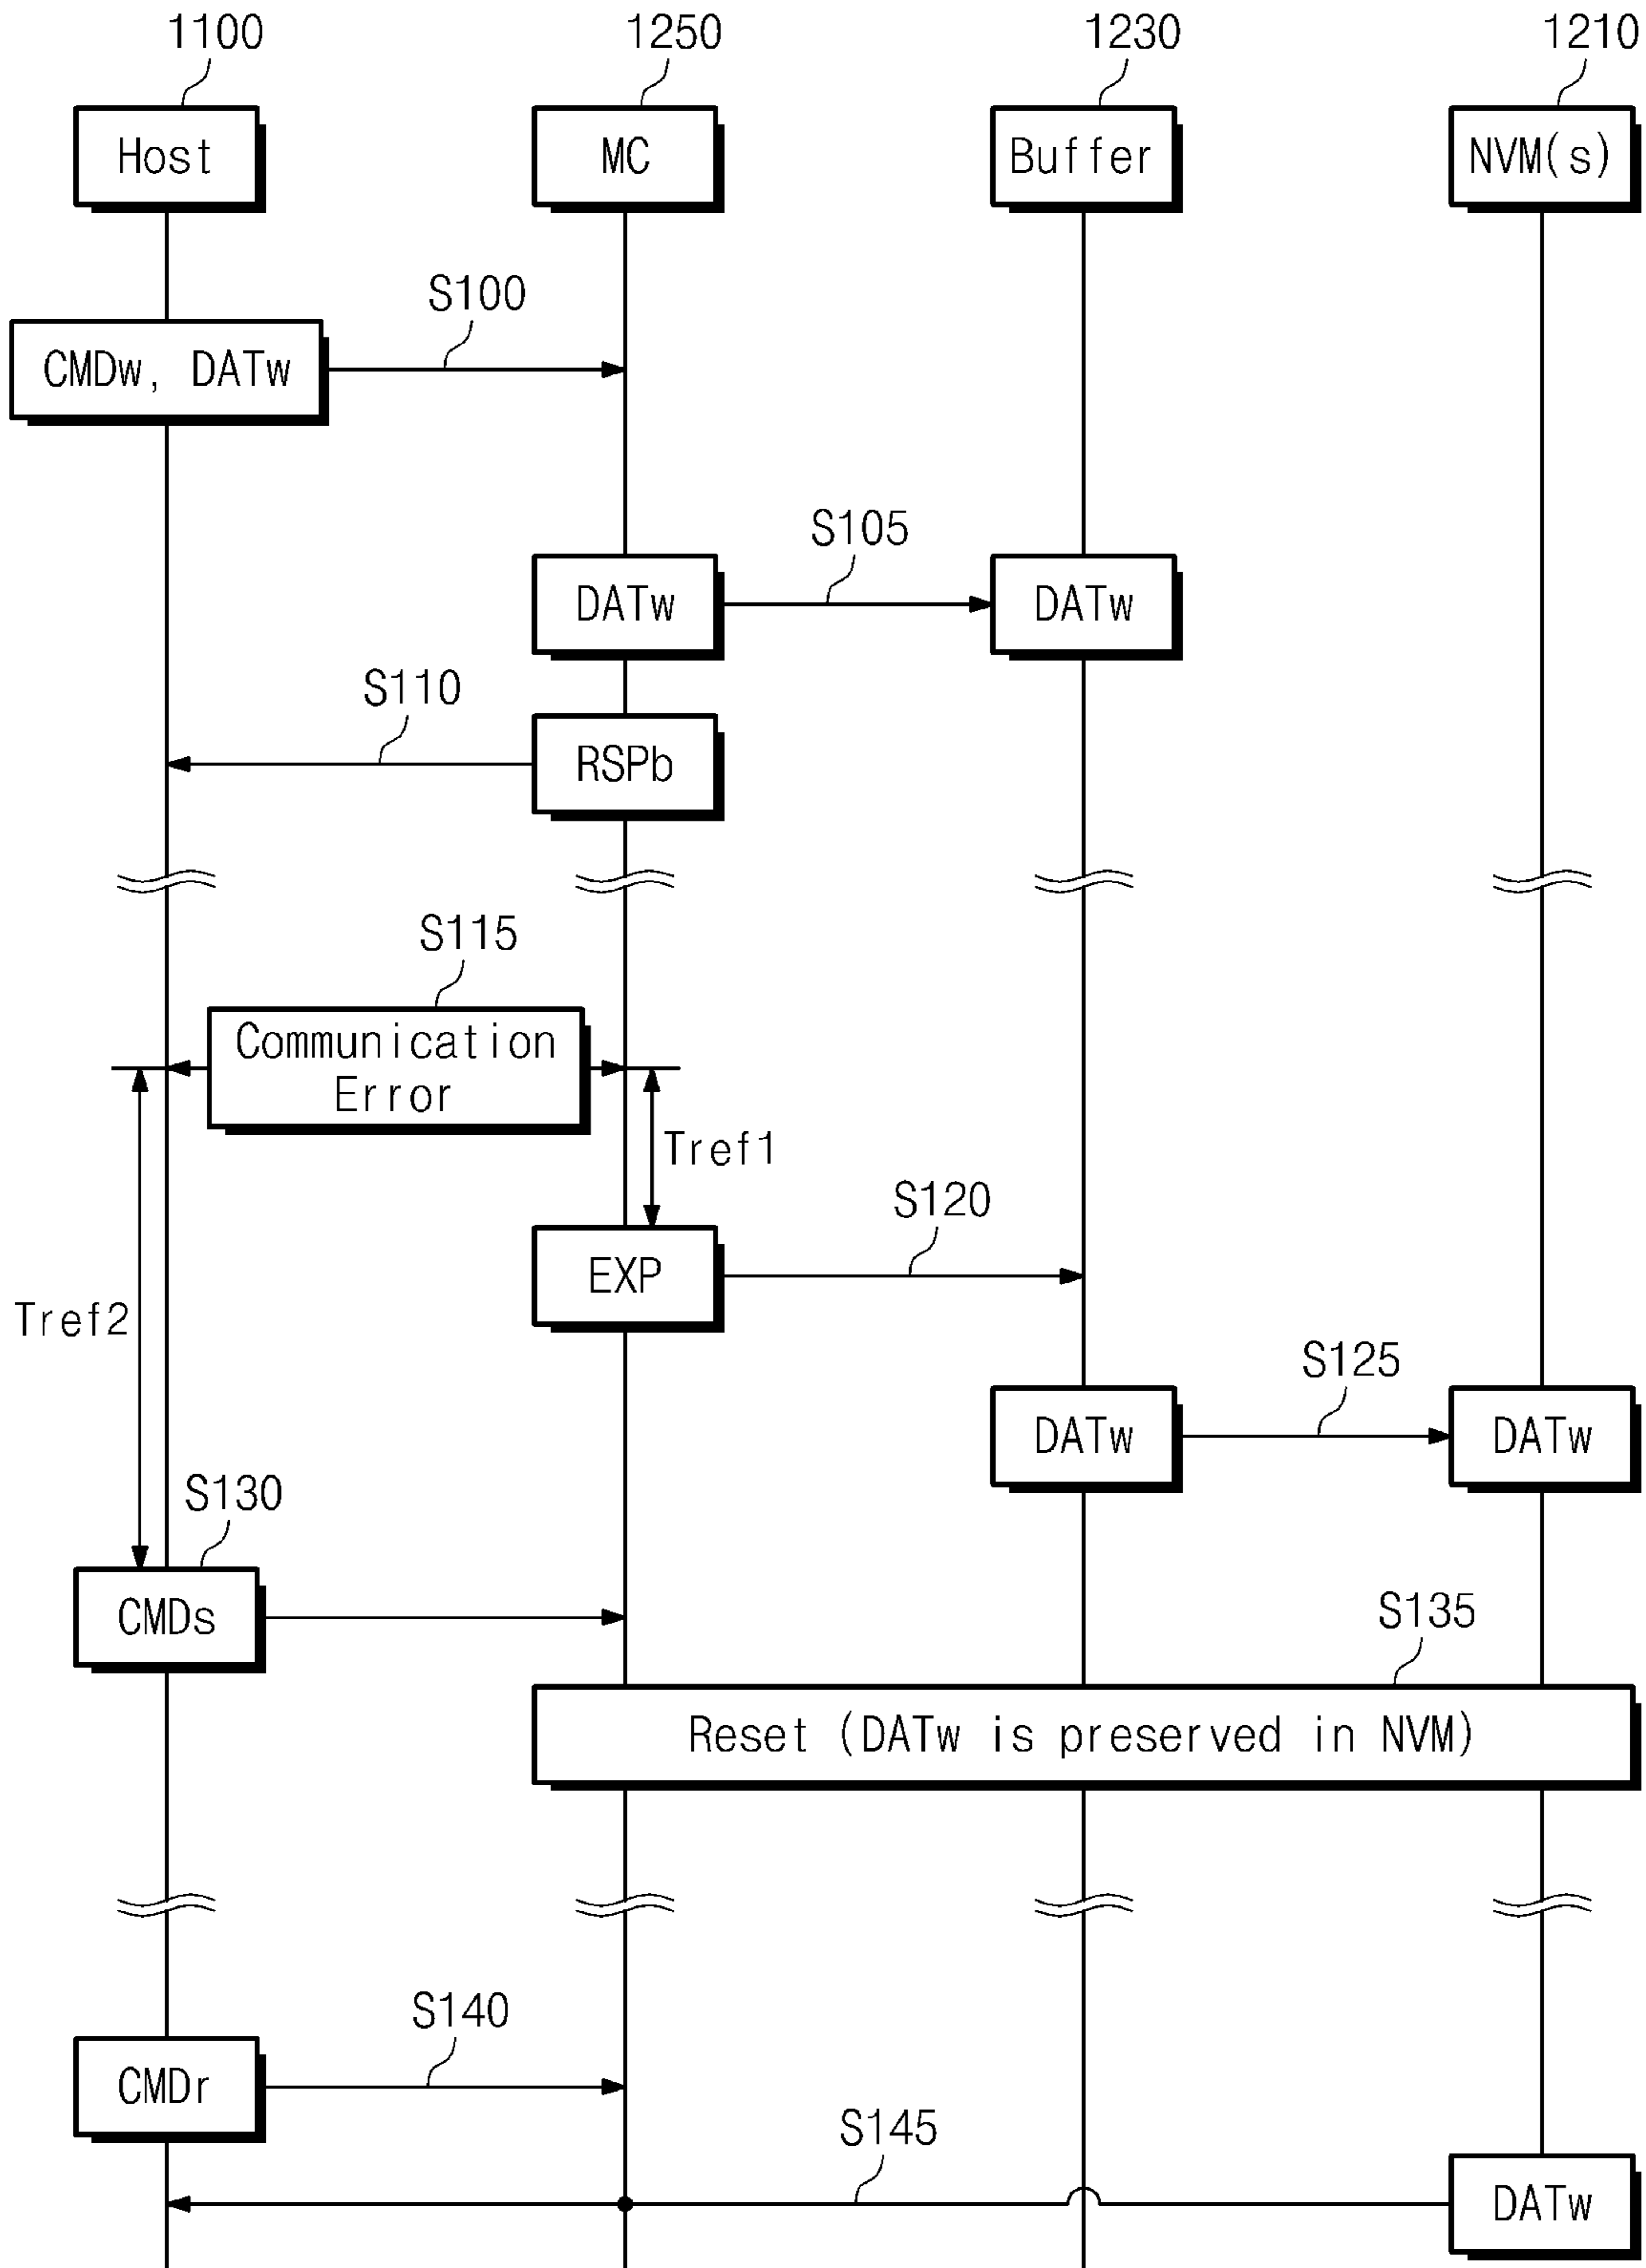 1100
1250
1230
1210
Host
MC
Buffer
NVM(s)
S100
CMDw, DATw
S105
DATw
DATw
S110
RSPb
S115
Communication
Error
Tref1
S120
EXP
Tref2
S125
DATw
DATw
S130
CMDs
S135
Reset (DATw is preserved in NVM)
S140
CMDr
S145
DATw